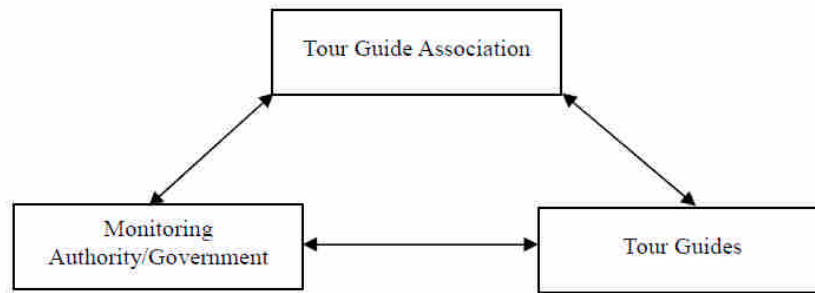 Tour Guide Association
Monitoring
Authority/Government
Tour Guides